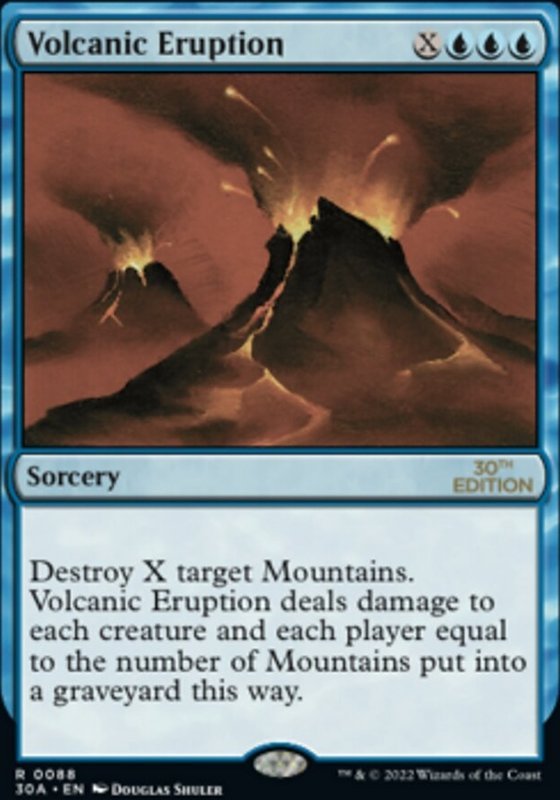 Volcanic Eruption X
Sorcery
30TH
EDITION
Destroy X target Mountains.
Volcanic Eruption deals damage to
each creature and each player equal
to the number of Mountains put into
a graveyard this way.
R 0088
30A • EN Douglas Shuler
™ & © 2022 Wizards of the Coast